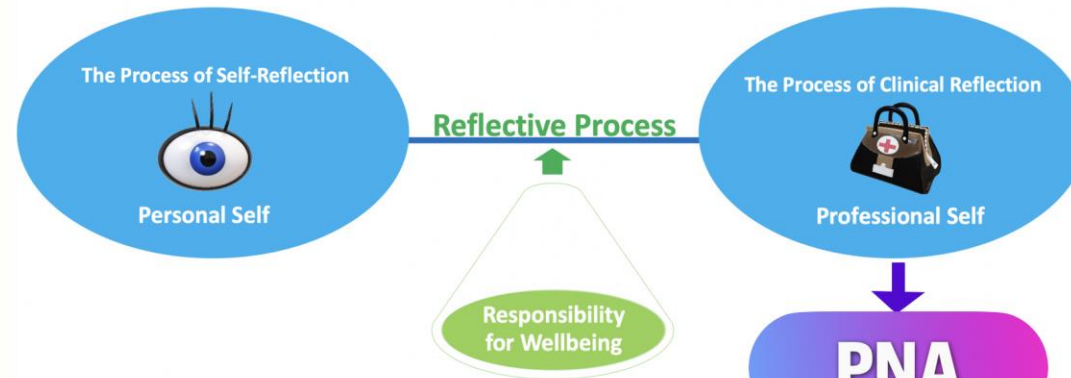 The Process of Self-Reflection
Personal Self
Reflective Process
Responsibility
for Wellbeing
The Process of Clinical Reflection
Professional Self
PNA